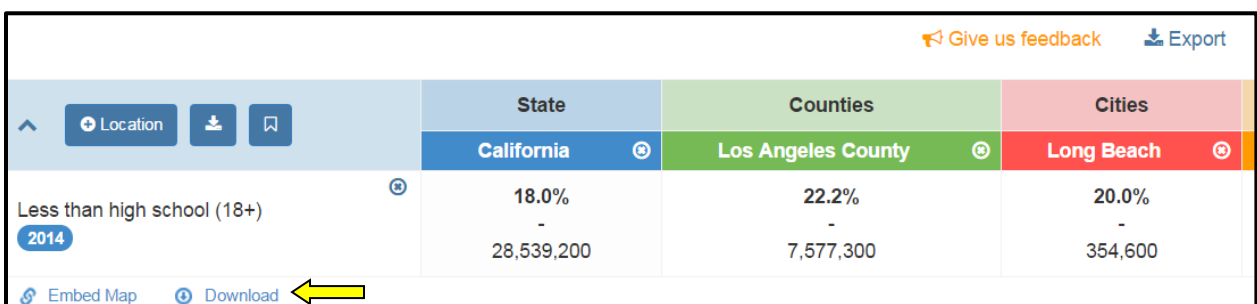 Give us feedback Export
State Counties Cities
Location
California Los Angeles County Long Beach
18.0% 22.2% 20.0%
Less than high school (18+)
- - -
2014
28,539,200 7,577,300 354,600
Embed Map Download